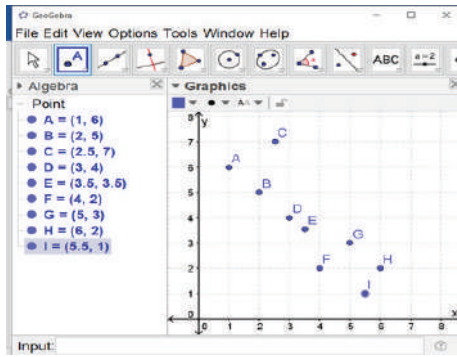 GeoGebra
File Edit View Options Tools Window Help
A
ABC
a=2
Algebra
Graphics
Point
AA
A = (1, 6)
B = (2, 5)
C = (2.5, 7)
D = (3, 4)
E = (3.5, 3.5)
F = (4, 2)
G = (5, 3)
H = (6, 2)
I = (5.5, 1)
y
7
C
6
A
5
B
4
D
E
3
G
2
F
H
1
I
0
0 1 2 3 4 5 6 7 8
x
Input: